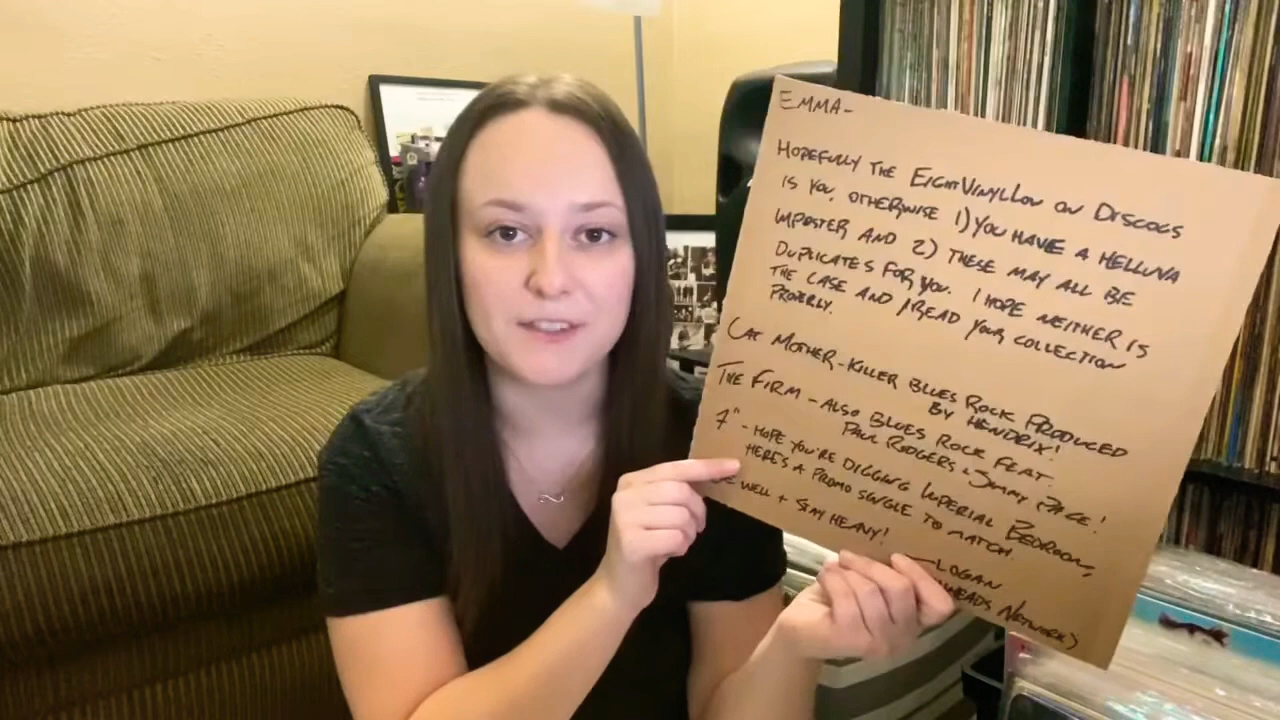 EMMA-
HOPEFULLY THE EIGHTVINYLLOV ON DISCOGS
IS YOU, OTHERWISE 1) YOU HAVE A HELLUVA
IMPOSTER AND 2) THESE MAY ALL BE
DUPLICATES FOR YOU. I HOPE NEITHER IS
THE CASE AND I READ YOUR COLLECTION
PROPERLY.
CAT MOTHER - KILLER BLUES ROCK PRODUCED
BY HENDRIX!
THE FIRM - ALSO BLUES ROCK FEAT.
PAUL RODGERS & JIMMY PAGE!
7" - HOPE YOU'RE DIGGING IMPERIAL BEDROOM,
HERE'S A PROMO SINGLE TO MATCH.
WELL + STAY HEAVY!
-LOGAN
HEADS NETWORK)